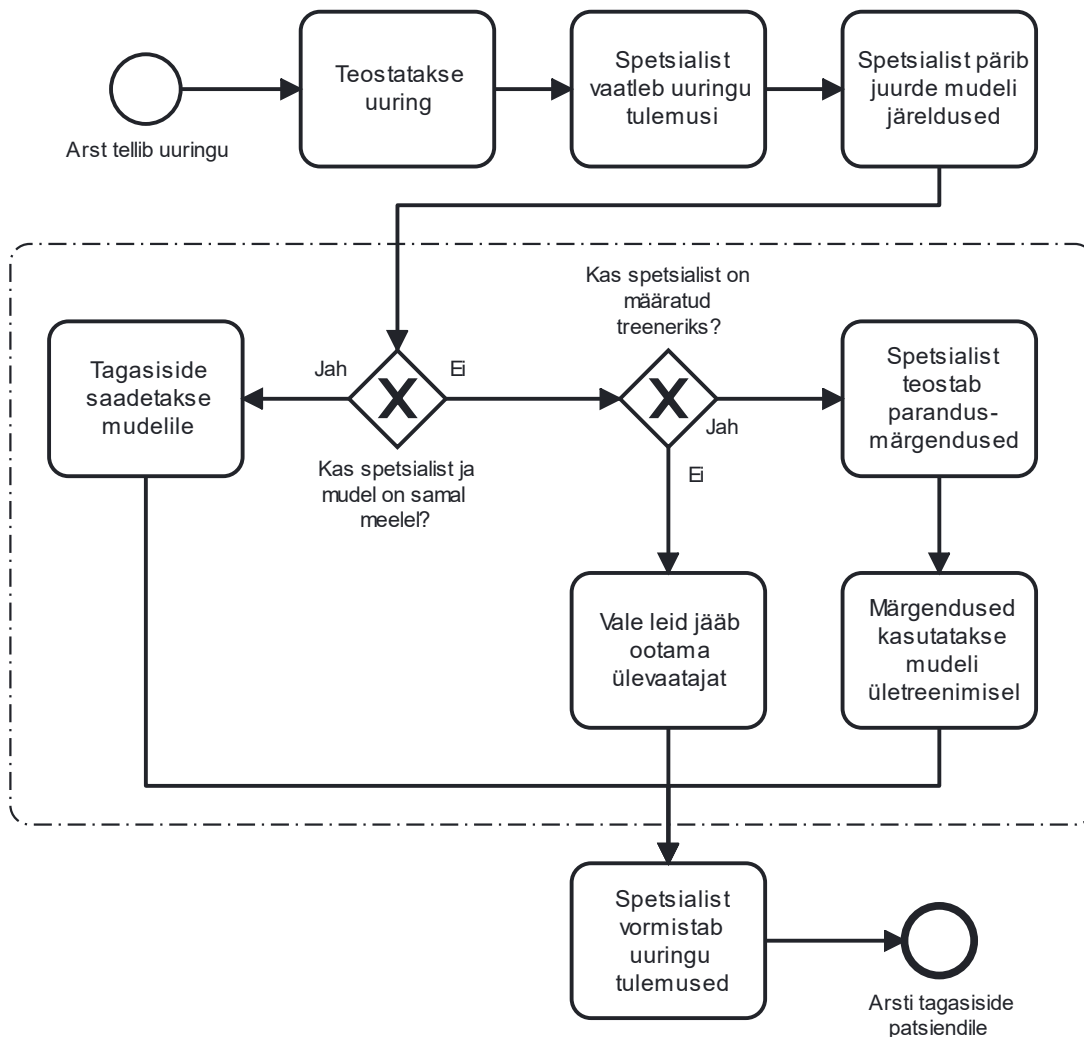 Teostatakse
uuring
Spetsialist
vaatleb uuringu
tulemusi
Spetsialist pärib
juurde mudeli
järeldused
Arst tellib uuringu
Kas spetsialist on
määratud
treeneriks?
Tagasiside
saadetakse
mudelile
Jah
Ei
Kas spetsialist ja
mudel on samal
meelel?
Jah
Ei
Spetsialist
teostab
parandus-
märgendused
Vale leid jääb
ootama
ülevaatajat
Märgendused
kasutatakse
mudeli
ületreenimisel
Spetsialist
vormistab
uuringu
tulemused
Arsti tagasiside
patsiendile